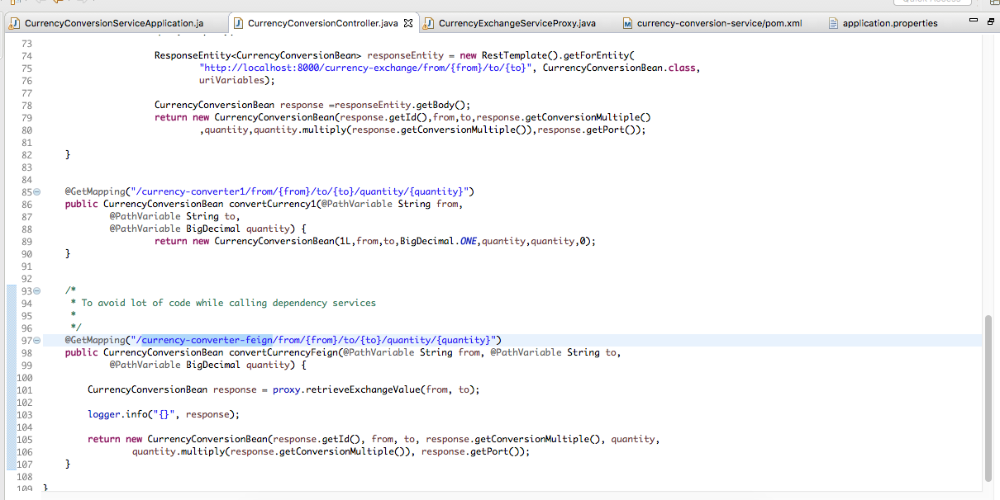 Quick Access
CurrencyConversionServiceApplication.ja CurrencyConversionController.java CurrencyExchangeServiceProxy.java currency-conversion-service/pom.xml application.properties
73
74 ResponseEntity<CurrencyConversionBean> responseEntity = new RestTemplate().getForEntity(
75 "http://localhost:8000/currency-exchange/from/{from}/to/{to}", CurrencyConversionBean.class,
76 uriVariables);
77
78 CurrencyConversionBean response =responseEntity.getBody();
79 return new CurrencyConversionBean(response.getId(),from,to,response.getConversionMultiple()
80 ,quantity,quantity.multiply(response.getConversionMultiple()),response.getPort());
81
82 }
83
84
85 @GetMapping("/currency-converter1/from/{from}/to/{to}/quantity/{quantity}")
86 public CurrencyConversionBean convertCurrency1(@PathVariable String from,
87 @PathVariable String to,
88 @PathVariable BigDecimal quantity) {
89 return new CurrencyConversionBean(1L,from,to,BigDecimal.ONE,quantity,quantity,0);
90 }
91
92
93 /*
94 * To avoid lot of code while calling dependency services
95 *
96 */
97 @GetMapping("/currency-converter-feign/from/{from}/to/{to}/quantity/{quantity}")
98 public CurrencyConversionBean convertCurrencyFeign(@PathVariable String from, @PathVariable String to,
99 @PathVariable BigDecimal quantity) {
100
101 CurrencyConversionBean response = proxy.retrieveExchangeValue(from, to);
102
103 logger.info("{}", response);
104
105 return new CurrencyConversionBean(response.getId(), from, to, response.getConversionMultiple(), quantity,
106 quantity.multiply(response.getConversionMultiple()), response.getPort());
107 }
108
109 }